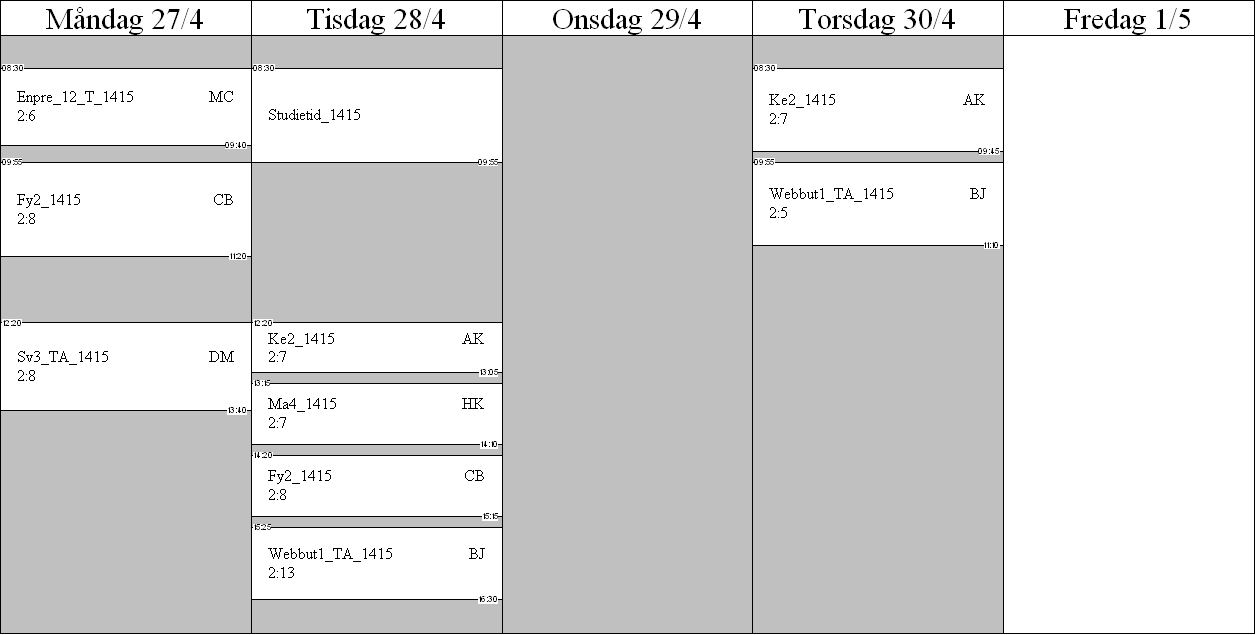 Måndag 27/4
Tisdag 28/4
Onsdag 29/4
Torsdag 30/4
Fredag 1/5
08:30
Enpre_12_T_1415 MC
2:6
09:40
09:55
Fy2_1415 CB
2:8
11:20
12:20
Sv3_TA_1415 DM
2:8
13:40
08:30
Studietid_1415
09:55
12:20
Ke2_1415 AK
2:7
13:05
13:15
Ma4_1415 HK
2:7
14:10
14:20
Fy2_1415 CB
2:8
15:15
15:25
Webbut1_TA_1415 BJ
2:13
16:30
08:30
Ke2_1415 AK
2:7
09:45
09:55
Webbut1_TA_1415 BJ
2:5
11:10